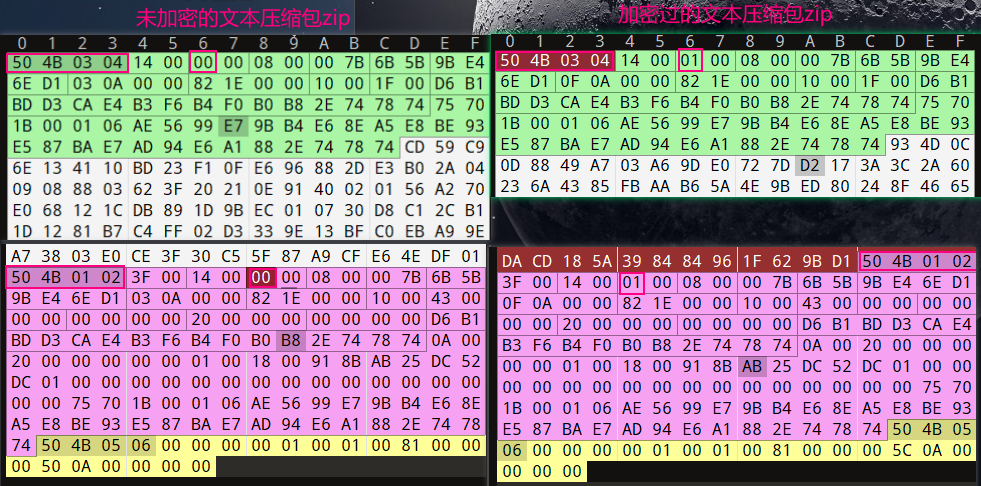 未加密的文本压缩包zip
0 1 2 3 4 5 6 7 8 9 A B C D E F
50 4B 03 04 14 00 00 00 08 00 00 7B 6B 5B 9B E4
6E D1 03 0A 00 00 82 1E 00 00 10 00 1F 00 D6 B1
BD D3 CA E4 B3 F6 B4 F0 B0 B8 2E 74 78 74 75 70
1B 00 01 06 AE 56 99 E7 9B B4 E6 8E A5 E8 BE 93
E5 87 BA E7 AD 94 E6 A1 88 2E 74 78 74 CD 59 C9
6E 13 41 10 BD 23 F1 0F E6 96 88 2D E3 B0 2A 04
09 08 88 03 62 3F 20 21 0E 91 40 02 01 56 A2 70
E0 68 12 1C DB 89 1D 9B EC 01 07 30 D8 C1 2C B1
1D 12 81 B7 C4 FF 02 D3 33 9E 13 BF C0 EB A9 9E
加密过的文本压缩包zip
0 1 2 3 4 5 6 7 8 9 A B C D E F
50 4B 03 04 14 00 01 00 08 00 00 7B 6B 5B 9B E4
6E D1 0F 0A 00 00 82 1E 00 00 10 00 1F 00 D6 B1
BD D3 CA E4 B3 F6 B4 F0 B0 B8 2E 74 78 74 75 70
1B 00 01 06 AE 56 99 E7 9B B4 E6 8E A5 E8 BE 93
E5 87 BA E7 AD 94 E6 A1 88 2E 74 78 74 93 4D 0C
0D 88 49 A7 03 A6 9D E0 72 7D D2 17 3A 3C 2A 60
23 6A 43 85 FB AA B6 5A 4E 9B ED 80 24 8F 46 65
A7 38 03 E0 CE 3F 30 C5 5F 87 A9 CF E6 4E DF 01
50 4B 01 02 3F 00 14 00 00 00 08 00 00 7B 6B 5B
9B E4 6E D1 03 0A 00 00 82 1E 00 00 10 00 43 00
00 00 00 00 00 00 20 00 00 00 00 00 00 00 D6 B1
BD D3 CA E4 B3 F6 B4 F0 B0 B8 2E 74 78 74 0A 00
20 00 00 00 00 00 01 00 18 00 91 8B AB 25 DC 52
DC 01 00 00 00 00 00 00 00 00 00 00 00 00 00 00
00 00 75 70 1B 00 01 06 AE 56 99 E7 9B B4 E6 8E
A5 E8 BE 93 E5 87 BA E7 AD 94 E6 A1 88 2E 74 78
74 50 4B 05 06 00 00 00 00 01 00 01 00 81 00 00
00 50 0A 00 00 00 00
DA CD 18 5A 39 84 84 96 1F 62 9B D1 50 4B 01 02
3F 00 14 00 01 00 08 00 00 7B 6B 5B 9B E4 6E D1
0F 0A 00 00 82 1E 00 00 10 00 43 00 00 00 00 00
00 00 20 00 00 00 00 00 00 00 D6 B1 BD D3 CA E4
B3 F6 B4 F0 B0 B8 2E 74 78 74 0A 00 20 00 00 00
00 00 01 00 18 00 91 8B AB 25 DC 52 DC 01 00 00
00 00 00 00 00 00 00 00 00 00 00 00 00 00 75 70
1B 00 01 06 AE 56 99 E7 9B B4 E6 8E A5 E8 BE 93
E5 87 BA E7 AD 94 E6 A1 88 2E 74 78 74 50 4B 05
06 00 00 00 00 01 00 01 00 81 00 00 00 5C 0A 00
00 00 00